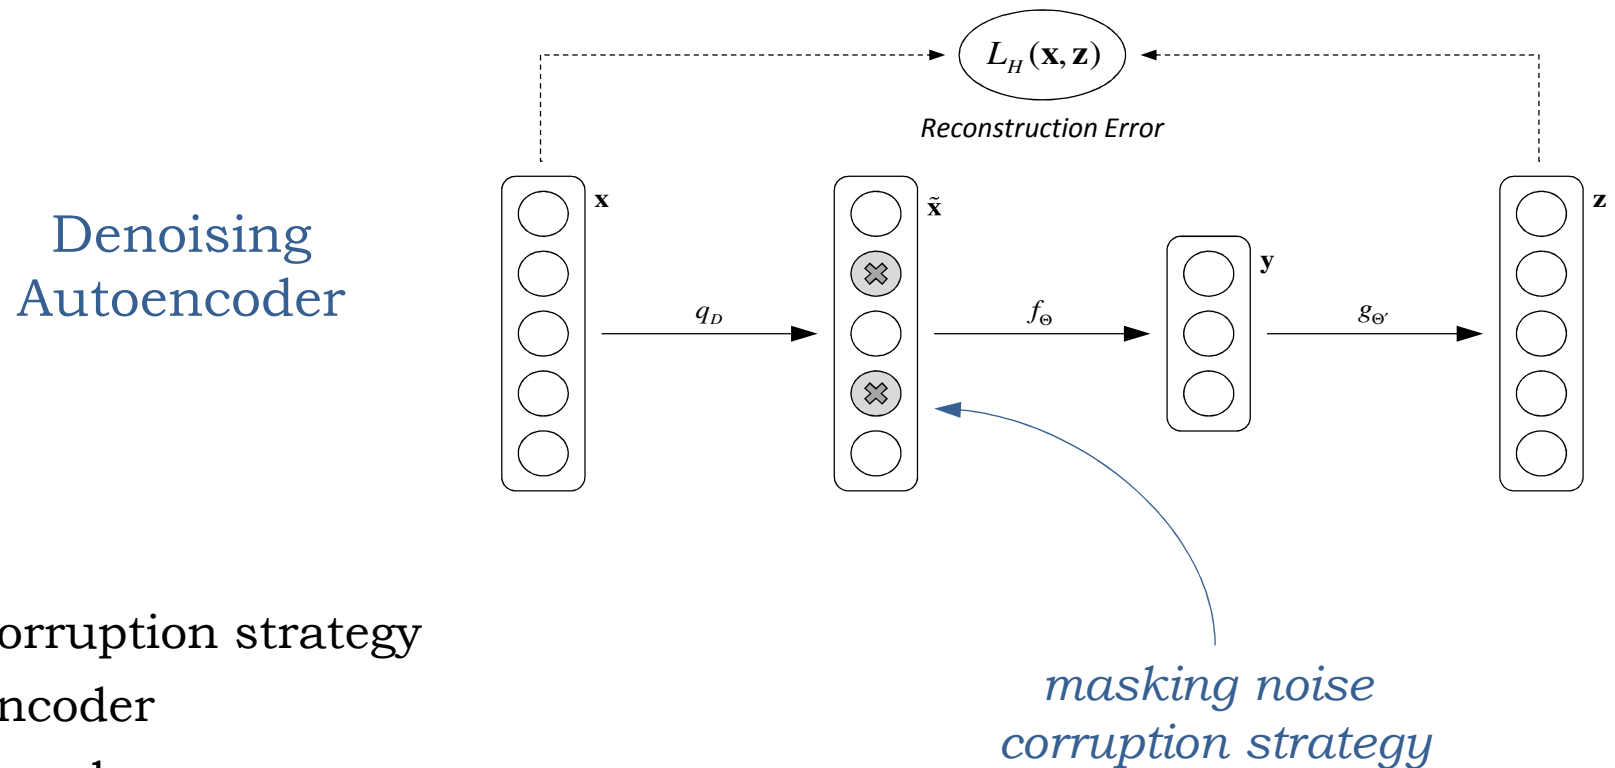 L_H(x, z)
Reconstruction Error
x
x̃
y
z
q_D
f_Θ
g_Θ′
Denoising
Autoencoder
orruption strategy
ncoder
masking noise
corruption strategy